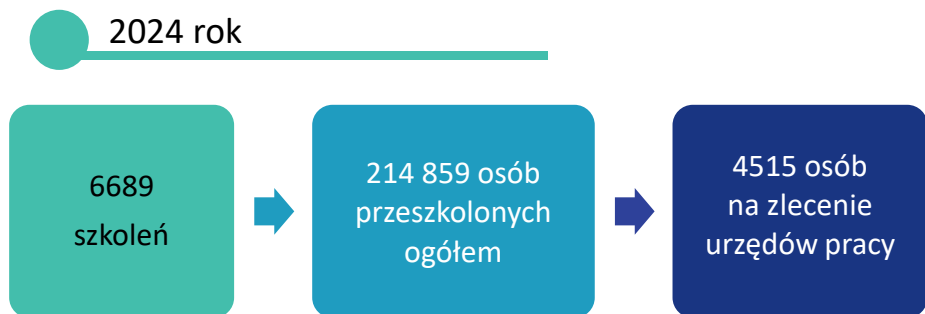 2024 rok
6689
szkoleń
214 859 osób
przeszkolonych
ogółem
4515 osób
na zlecenie
urzędów pracy